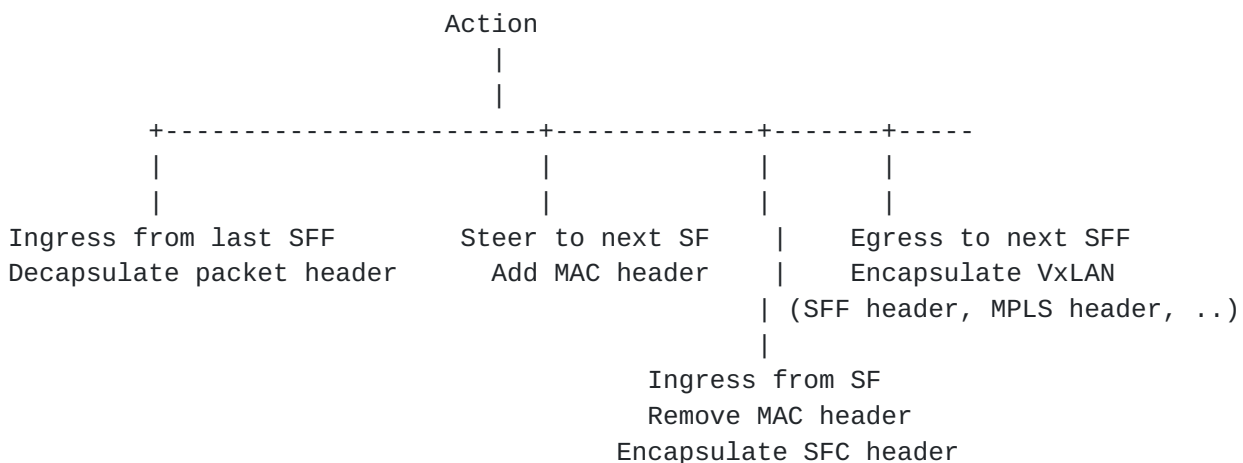 Action
Ingress from last SFF Steer to next SF Egress to next SFF
Decapsulate packet header Add MAC header Encapsulate VxLAN
(SFF header, MPLS header, ..)
Ingress from SF
Remove MAC header
Encapsulate SFC header